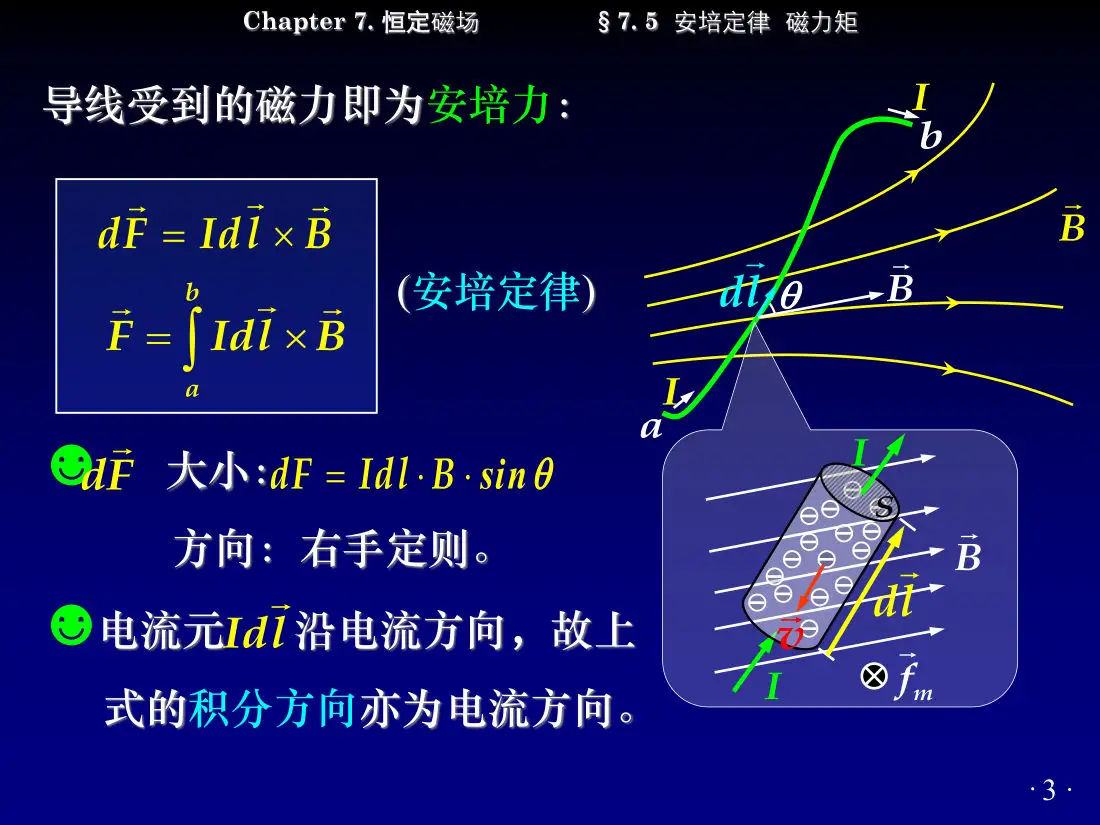 Chapter 7. 恒定磁场 §7.5 安培定律 磁力矩
导线受到的磁力即为安培力：
dF⃗ = Idl⃗ × B⃗
F⃗ = ∫ₐᵇ Idl⃗ × B⃗
(安培定律)
dF⃗ 大小：dF = Idl · B · sinθ
方向：右手定则。
电流元Idl⃗ 沿电流方向，故上
式的积分方向亦为电流方向。
I
b
B⃗
dl⃗ θ B⃗
I
a
I
S
B⃗
dl⃗
v⃗
I
f⃗ₘ
·3·